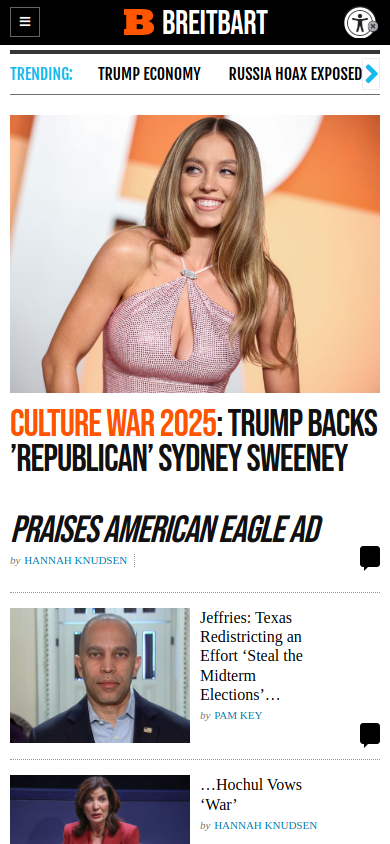 B BREITBART
TRENDING: TRUMP ECONOMY RUSSIA HOAX EXPOSED
CULTURE WAR 2025: TRUMP BACKS
’REPUBLICAN’ SYDNEY SWEENEY
PRAISES AMERICAN EAGLE AD
by HANNAH KNUDSEN
Jeffries: Texas
Redistricting an
Effort ‘Steal the
Midterm
Elections’…
by PAM KEY
…Hochul Vows
‘War’
by HANNAH KNUDSEN